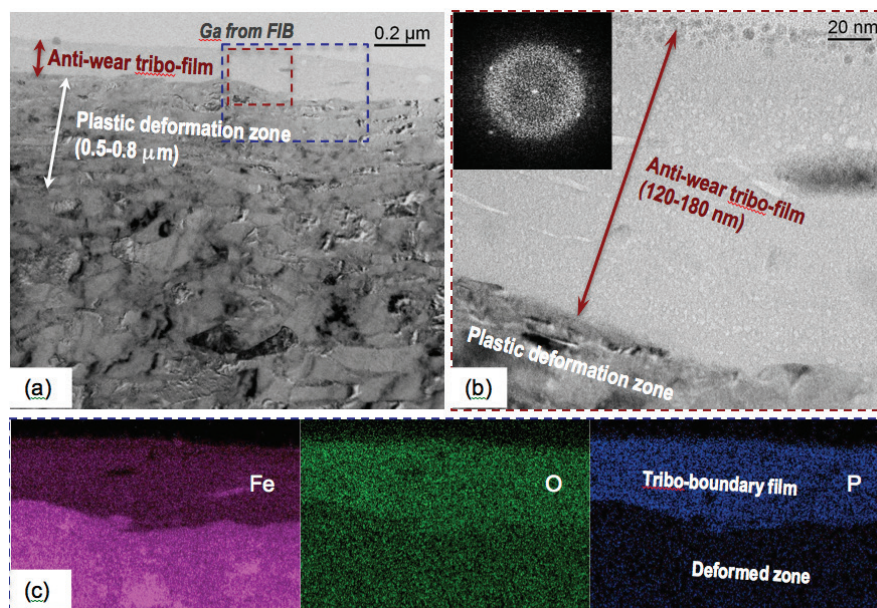 Ga from FIB
0.2 μm
Anti-wear tribo-film
Plastic deformation zone
(0.5-0.8 μm)
(a)
20 nm
Anti-wear tribo-film
(120-180 nm)
Plastic deformation zone
(b)
Fe
O
P
Tribo-boundary film
Deformed zone
(c)